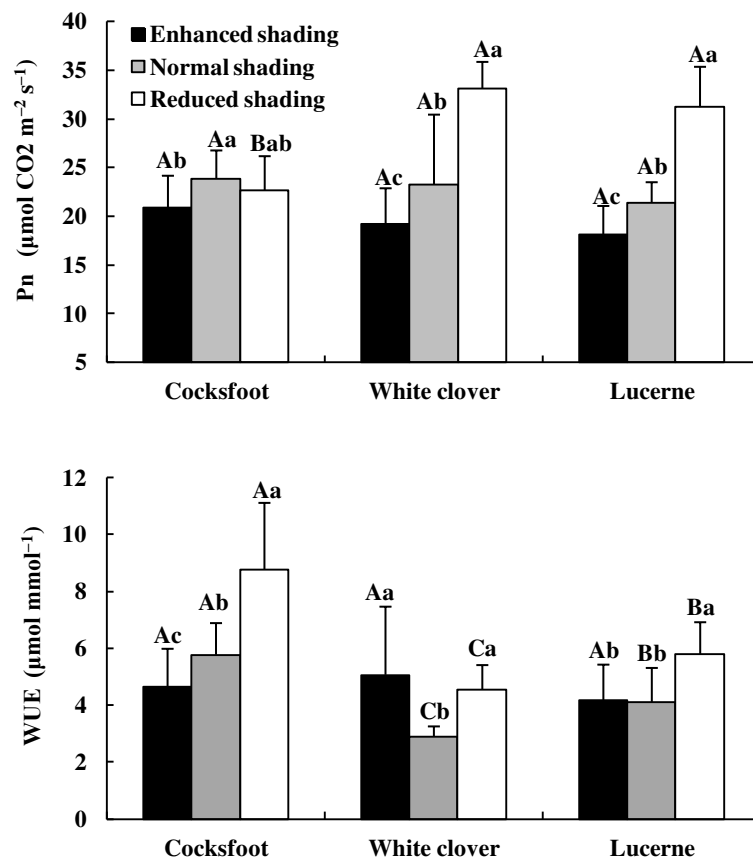 Pn (μmol CO2 m⁻² s⁻¹)
40
35
30
25
20
15
10
5
Enhanced shading
Normal shading
Reduced shading
Ab
Aa
Bab
Ac
Ab
Aa
Ac
Ab
Aa
Cocksfoot White clover Lucerne
WUE (μmol mmol⁻¹)
12
10
8
6
4
2
0
Ac
Ab
Aa
Aa
Cb
Ca
Ab
Bb
Ba
Cocksfoot White clover Lucerne